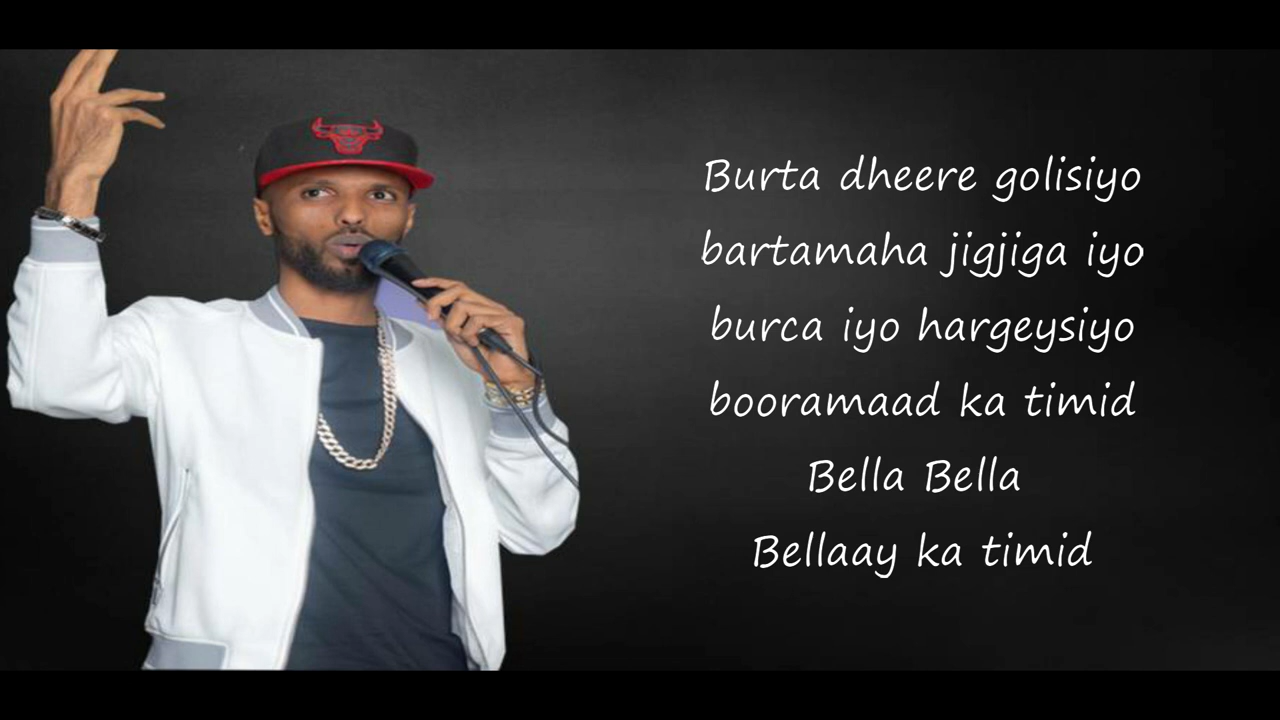 Burta dheere golisiyo
bartamaha jigjiga iyo
burca iyo hargeysiyo
booramaad ka timid
Bella Bella
Bellaay ka timid